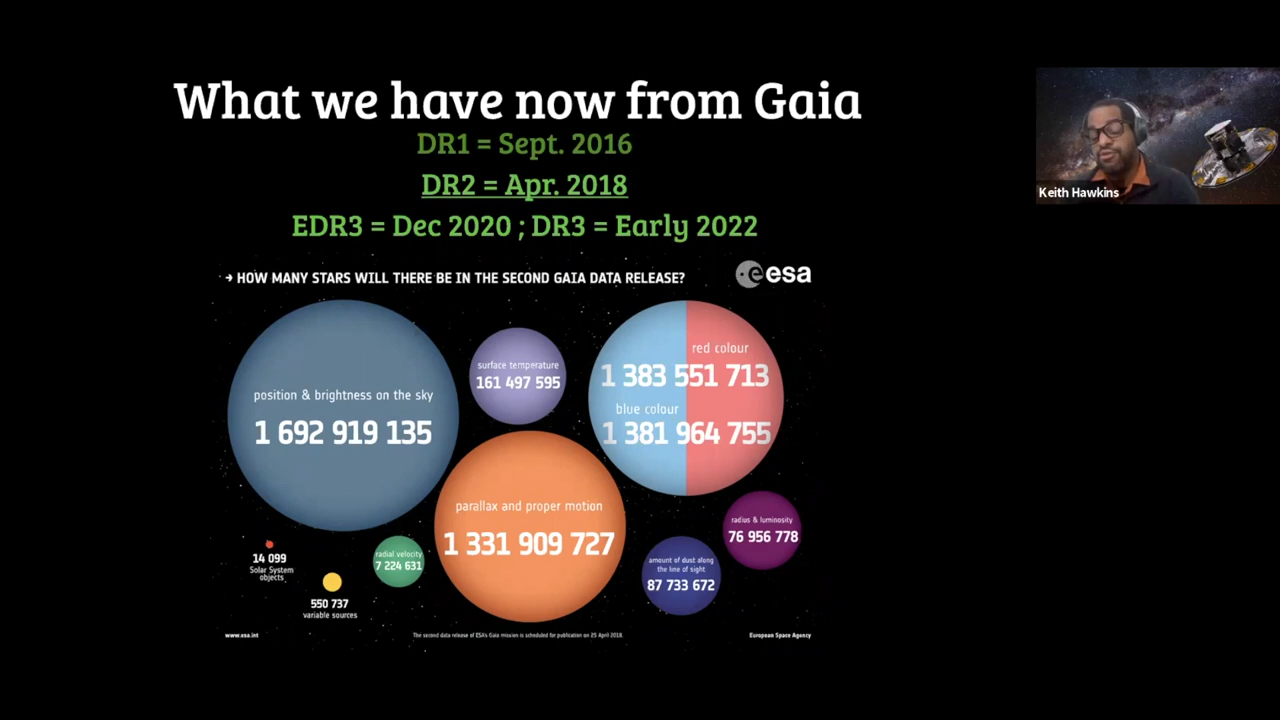 What we have now from Gaia
DR1 = Sept. 2016
DR2 = Apr. 2018
EDR3 = Dec 2020 ; DR3 = Early 2022
→ HOW MANY STARS WILL THERE BE IN THE SECOND GAIA DATA RELEASE?
esa
position & brightness on the sky
1 692 919 135
surface temperature
161 497 595
red colour
1 383 551 713
blue colour
1 381 964 755
parallax and proper motion
1 331 909 727
radius & luminosity
76 956 778
amount of dust along
the line of sight
87 733 672
radial velocity
7 224 631
14 099
Solar System
objects
550 737
variable sources
www.esa.int
The second data release of ESA's Gaia mission is scheduled for publication on 25 April 2018.
European Space Agency
Keith Hawkins